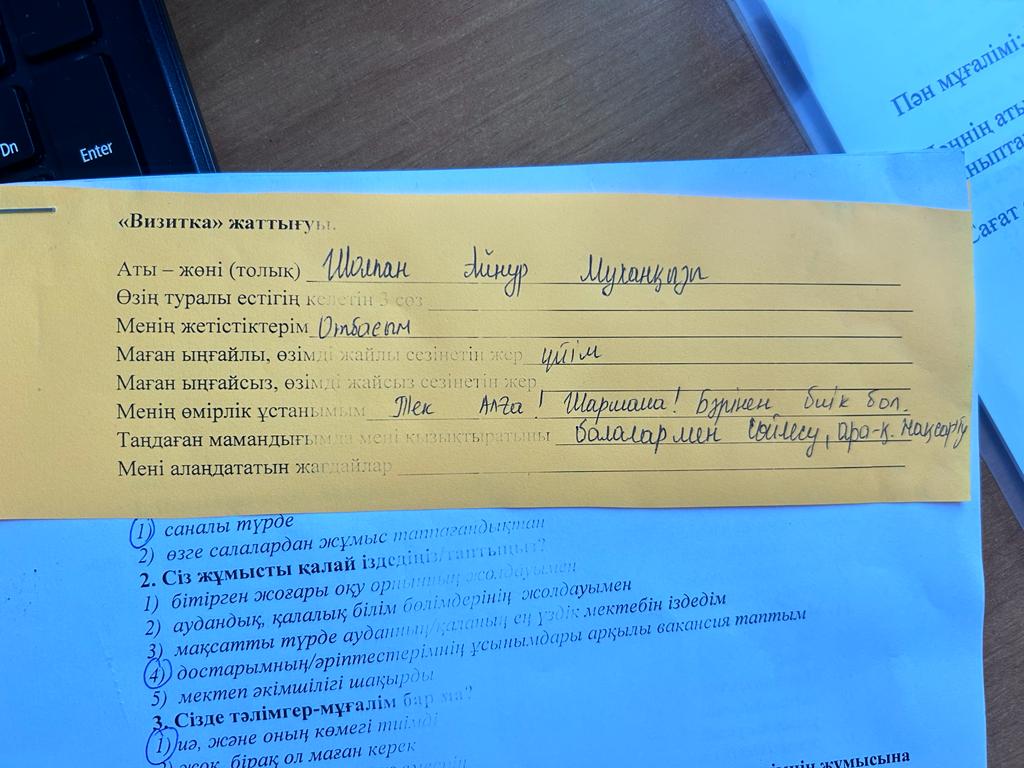 Dn
Enter
Пән мұғалімі:
Сағат
«Визитка» жаттығуы.
Аты – жөні (толық) Шолпан Айнур Муханқызы
Өзің туралы естігің келетін 3 сөз
Менің жетістіктерім Отбасым
Маған ыңғайлы, өзімді жайлы сезінетін жер үйім
Маған ыңғайсыз, өзімді жайсыз сезінетін жер
Менің өмірлік ұстанымым Тек Алға! Шаршама! Бәрінен биік бол.
Таңдаған мамандығымда мені қызықтыратыны балалармен сөйлесу, ара-қ.
Мені алаңдататын жағдайлар
1) саналы түрде
2) өзге салалардан жұмыс таппағандықтан
2. Сіз жұмысты қалай іздедіңіз/таптыңыз?
1) бітірген жоғары оқу орнының жолдауымен
2) аудандық, қалалық білім бөлімдерінің жолдауымен
3) мақсатты түрде ауданның/қаланың ең үздік мектебін іздедім
4) достарымның/әріптестерімнің ұсынымдары арқылы вакансия таптым
5) мектеп әкімшілігі шақырды
3. Сізде тәлімгер-мұғалім бар ма?
1) иә, және оның көмегі тиімді
жоқ, бірақ ол маған керек
жұмысына